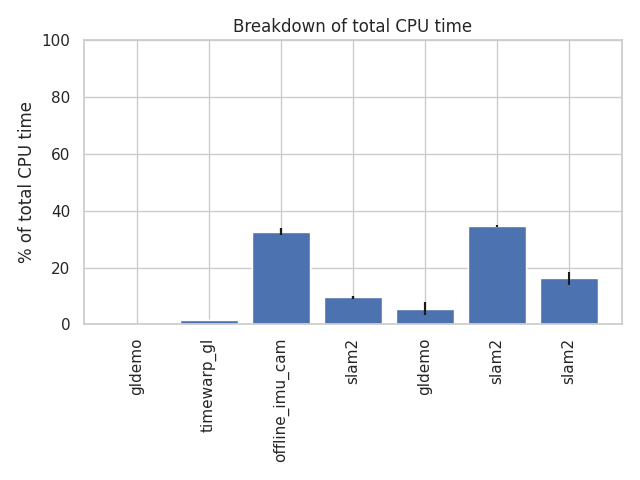 Breakdown of total CPU time
% of total CPU time
100
80
60
40
20
0
gldemo
timewarp_gl
offline_imu_cam
slam2
gldemo
slam2
slam2